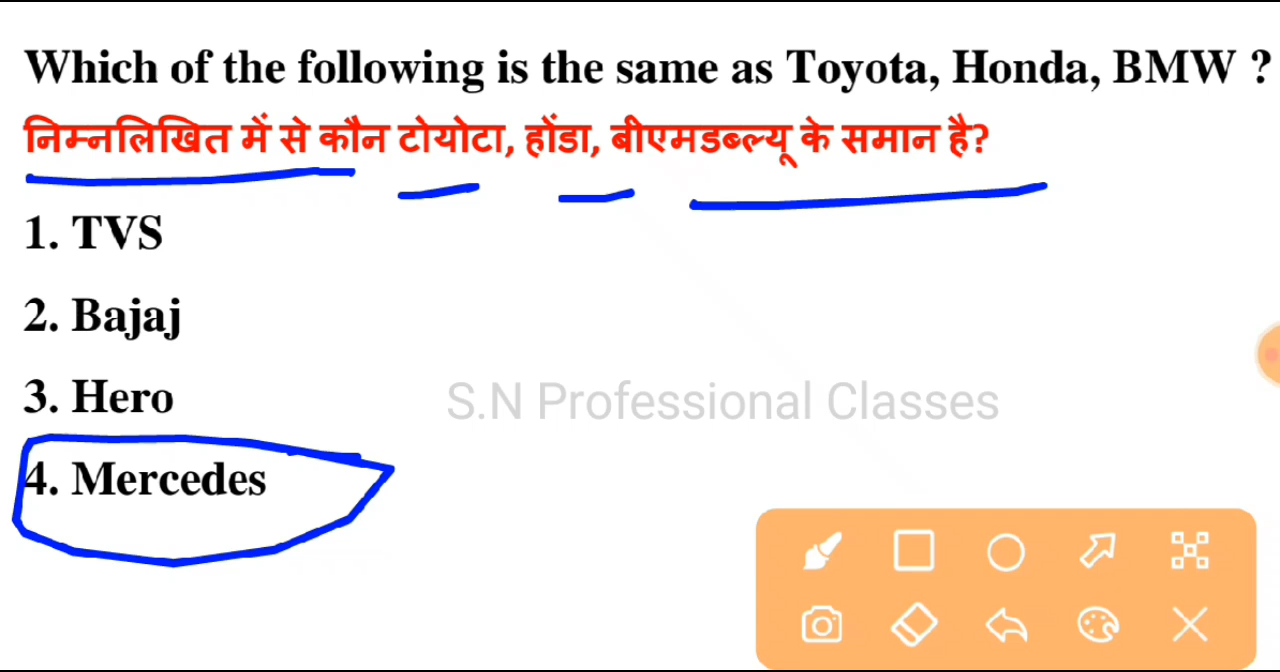 Which of the following is the same as Toyota, Honda, BMW ?
निम्नलिखित में से कौन टोयोटा, होंडा, बीएमडब्ल्यू के समान है?
1. TVS
2. Bajaj
3. Hero
S.N Professional Classes
4. Mercedes